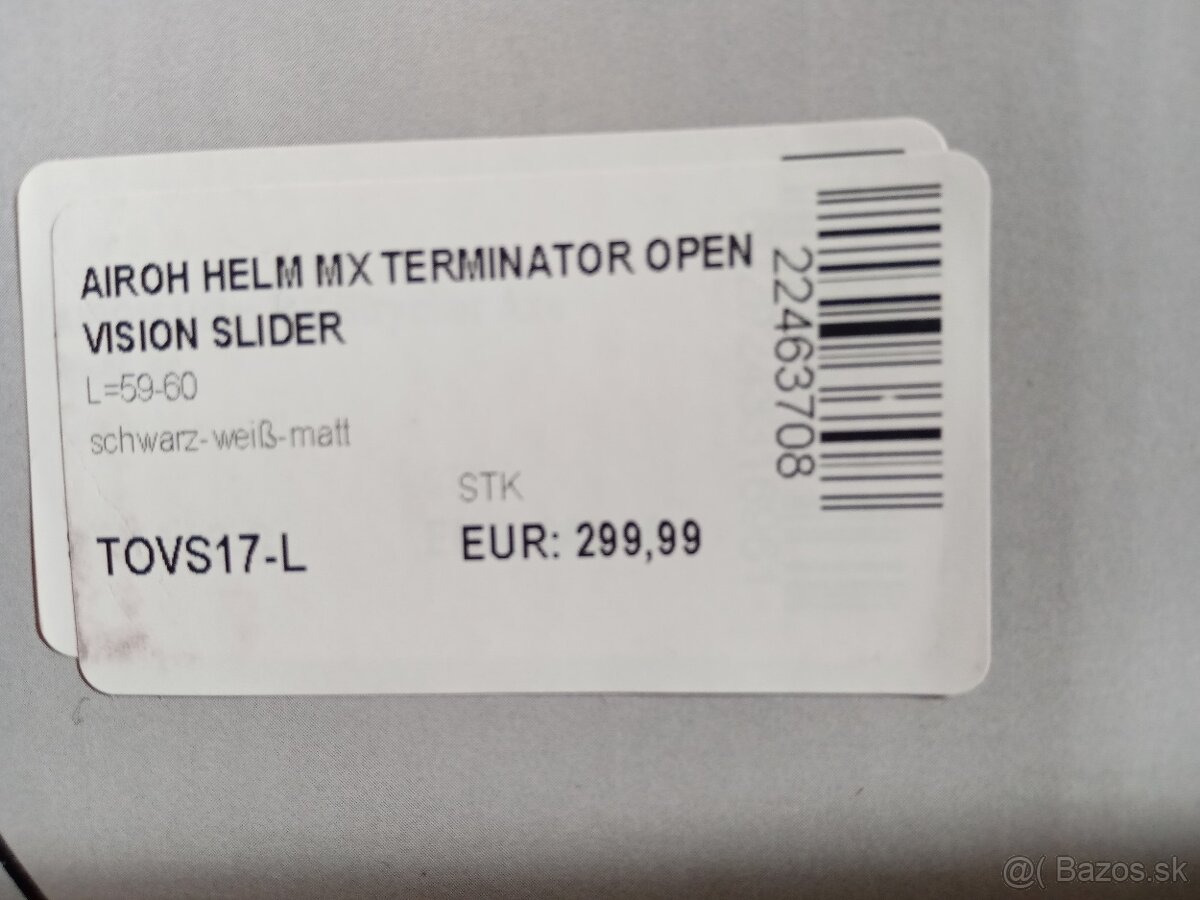 AIROH HELM MX TERMINATOR OPEN
VISION SLIDER
L=59-60
schwarz-weiß-matt
STK
TOVS17-L
EUR: 299,99
22463708
@( Bazos.sk